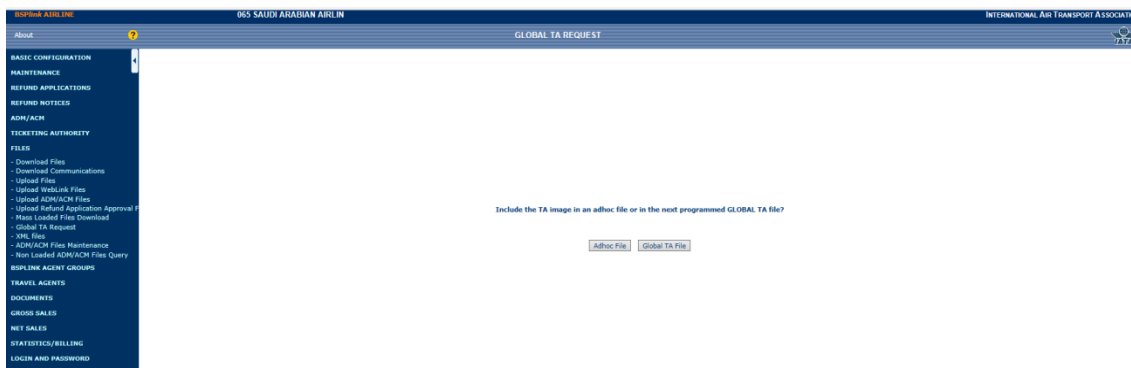 BSPlink AIRLINE
065 SAUDI ARABIAN AIRLIN
INTERNATIONAL AIR TRANSPORT ASSOCIATI
About
?
GLOBAL TA REQUEST
IATA
BASIC CONFIGURATION
MAINTENANCE
REFUND APPLICATIONS
REFUND NOTICES
ADM/ACM
TICKETING AUTHORITY
FILES
- Download Files
- Download Communications
- Upload Files
- Upload WebLink Files
- Upload ADM/ACM Files
- Upload Refund Application Approval F
- Mass Loaded Files Download
- Global TA Request
- XML files
- ADM/ACM Files Maintenance
- Non Loaded ADM/ACM Files Query
BSPLINK AGENT GROUPS
TRAVEL AGENTS
DOCUMENTS
GROSS SALES
NET SALES
STATISTICS/BILLING
LOGIN AND PASSWORD
Include the TA image in an adhoc file or in the next programmed GLOBAL TA file?
Adhoc File
Global TA File